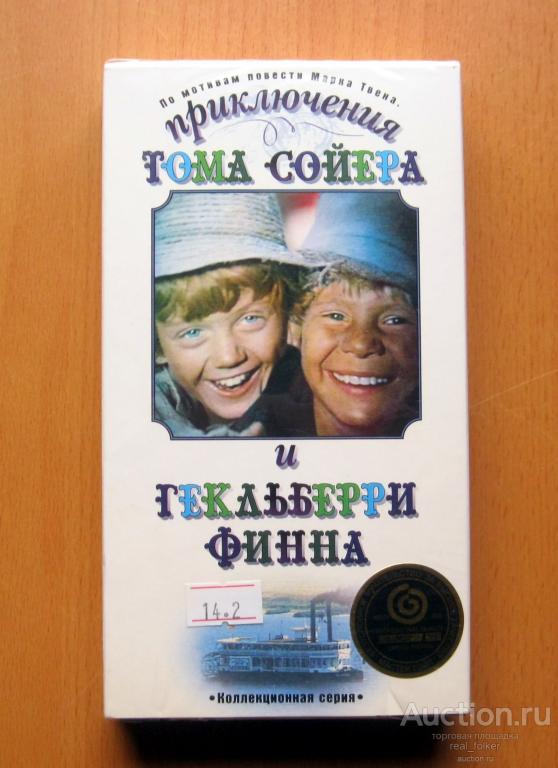 По мотивам повести Марка Твена.
приключения
ТОМА СОЙЕРА
и
ГЕКЛЬБЕРРИ
ФИННА
14.2
•Коллекционная серия•
Auction.ru
торговая площадка
real_folker
auction.ru